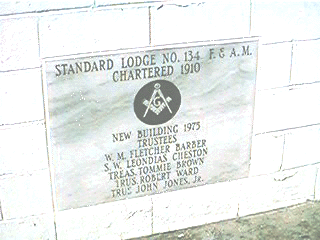 STANDARD LODGE NO. 134 F. & A. M.
CHARTERED 1910
G
NEW BUILDING 1975
TRUSTEES
W. M. FLETCHER BARBER
S. W. LEONDIAS CHESTON
TREAS. TOMMIE BROWN
TRUS. ROBERT WARD
TRUS. JOHN JONES, JR.